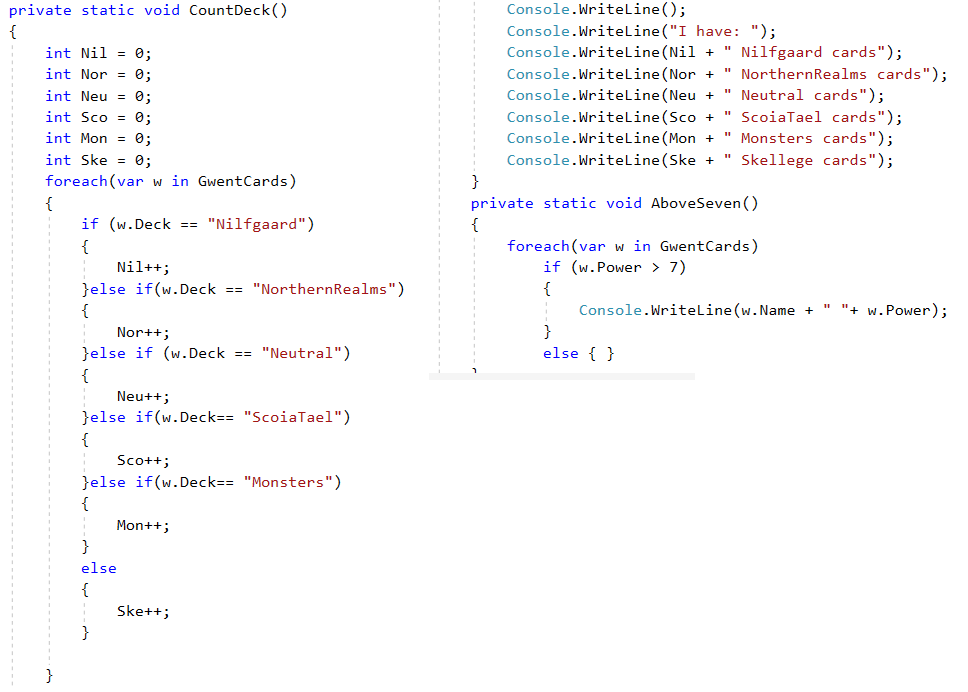 private static void CountDeck()
{
    int Nil = 0;
    int Nor = 0;
    int Neu = 0;
    int Sco = 0;
    int Mon = 0;
    int Ske = 0;
    foreach(var w in GwentCards)
    {
        if (w.Deck == "Nilfgaard")
        {
            Nil++;
        }else if(w.Deck == "NorthernRealms")
        {
            Nor++;
        }else if (w.Deck == "Neutral")
        {
            Neu++;
        }else if(w.Deck== "ScoiaTael")
        {
            Sco++;
        }else if(w.Deck== "Monsters")
        {
            Mon++;
        }
        else
        {
            Ske++;
        }

    }
    Console.WriteLine();
    Console.WriteLine("I have: ");
    Console.WriteLine(Nil + " Nilfgaard cards");
    Console.WriteLine(Nor + " NorthernRealms cards");
    Console.WriteLine(Neu + " Neutral cards");
    Console.WriteLine(Sco + " ScoiaTael cards");
    Console.WriteLine(Mon + " Monsters cards");
    Console.WriteLine(Ske + " Skellege cards");
}
private static void AboveSeven()
{
    foreach(var w in GwentCards)
        if (w.Power > 7)
        {
            Console.WriteLine(w.Name + " "+ w.Power);
        }
        else { }
}